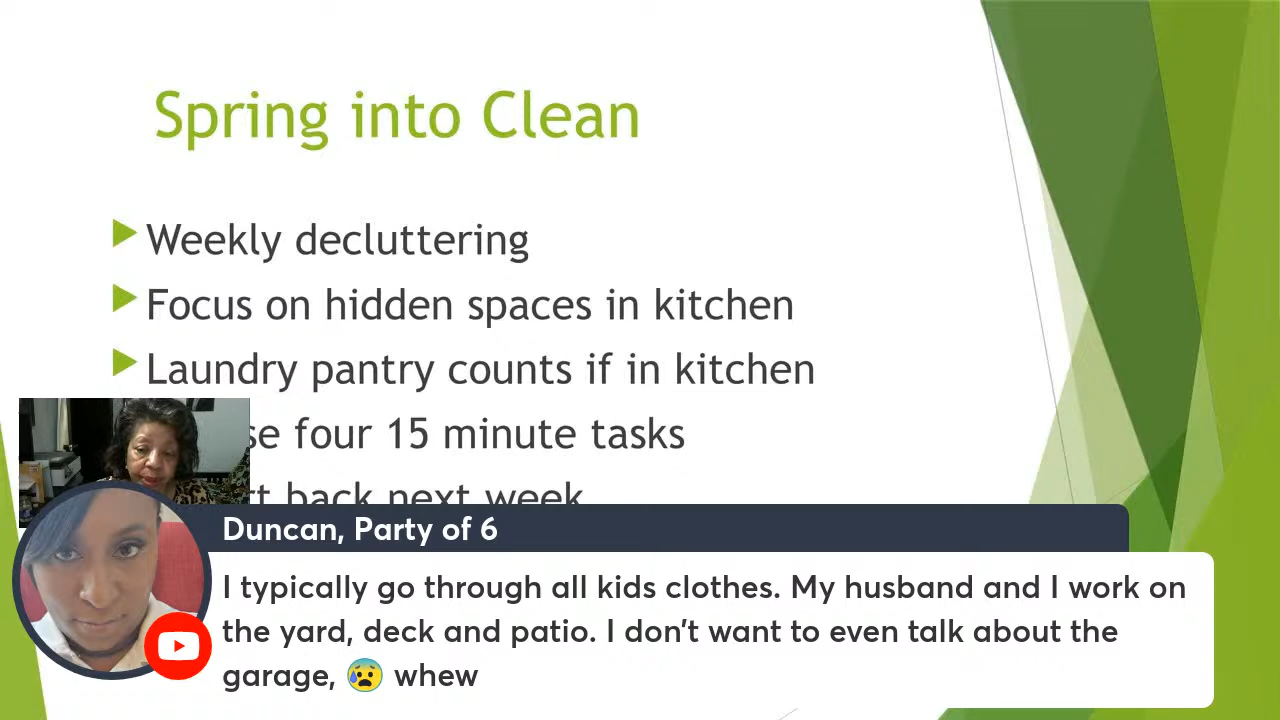 Spring into Clean
Weekly decluttering
Focus on hidden spaces in kitchen
Laundry pantry counts if in kitchen
four 15 minute tasks
back next week
Duncan, Party of 6
I typically go through all kids clothes. My husband and I work on
the yard, deck and patio. I don't want to even talk about the
garage, 😰 whew